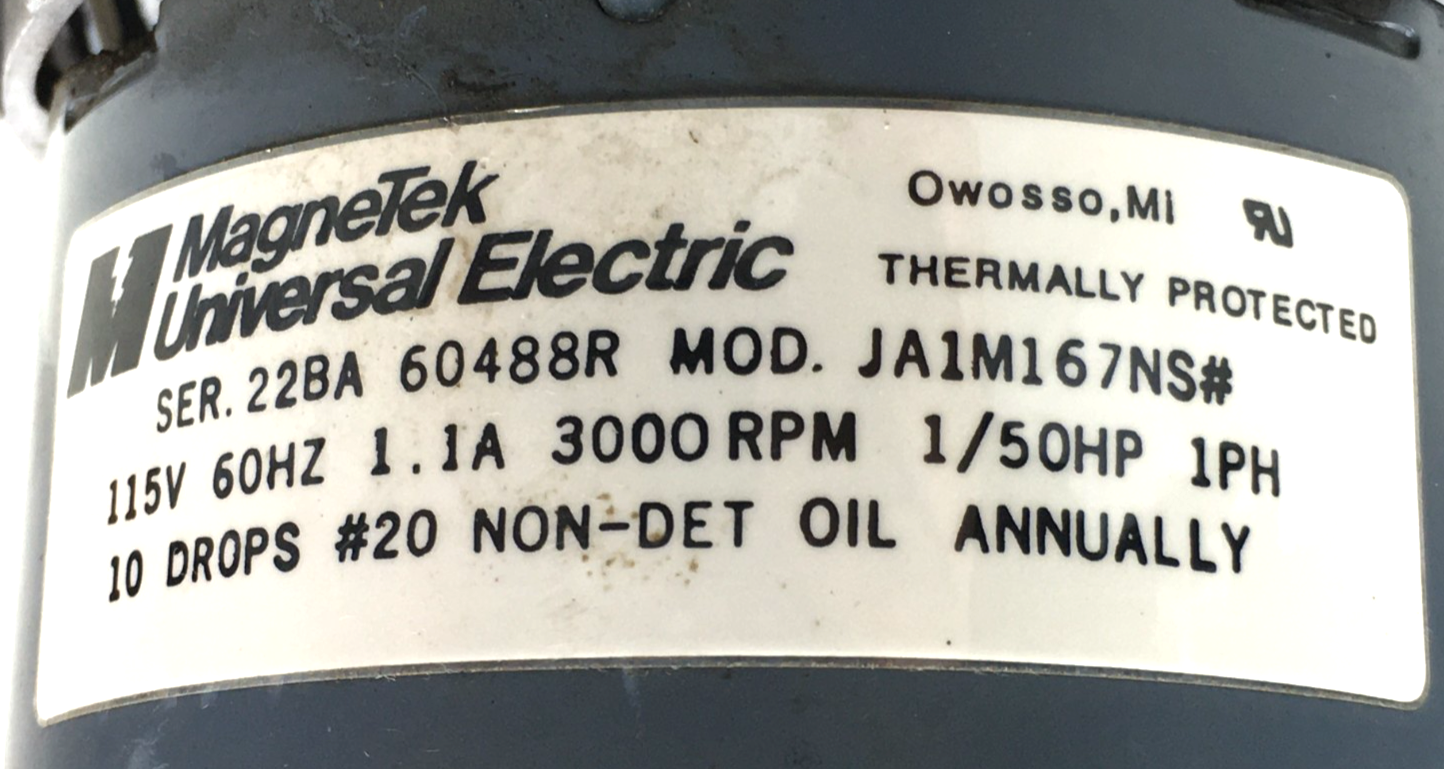 MagneTek
Universal Electric
Owosso,Mi RU
THERMALLY PROTECTED
SER. 22BA 60488R MOD. JA1M167NS#
115V 60HZ 1.1A 3000 RPM 1/50HP 1PH
10 DROPS #20 NON-DET OIL ANNUALLY